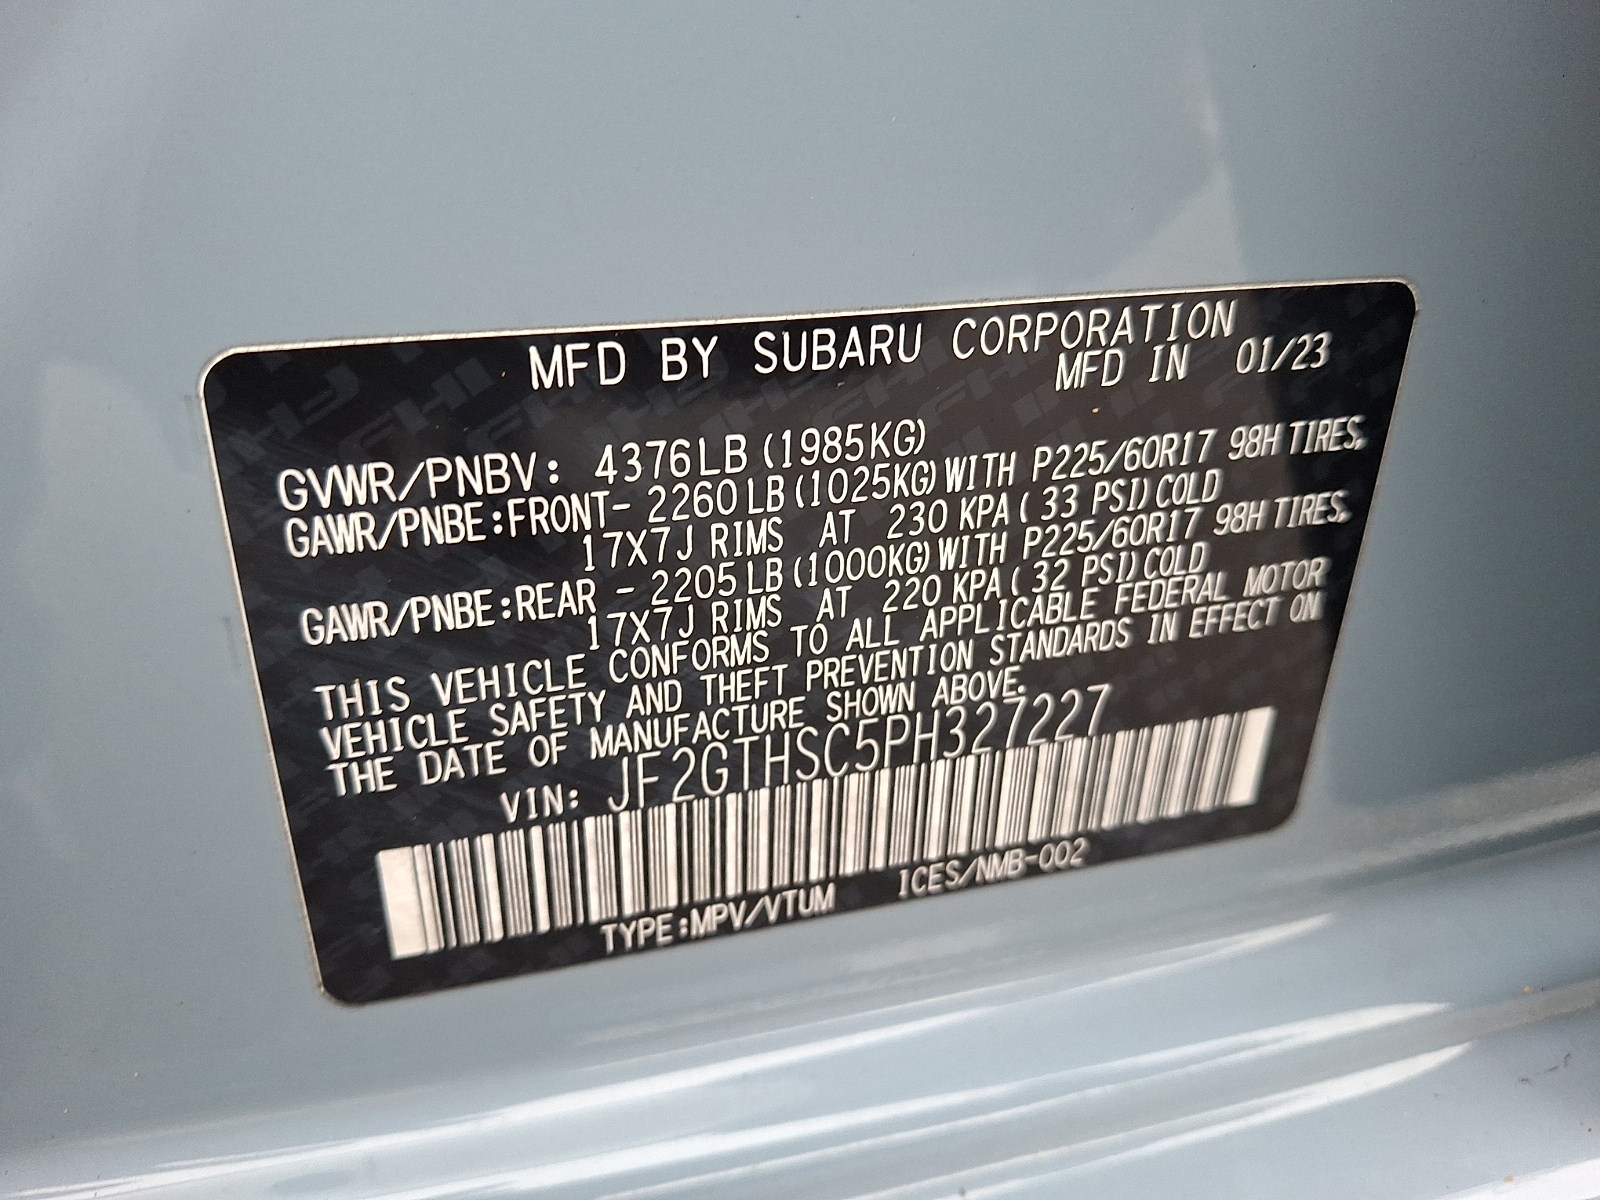 MFD BY SUBARU CORPORATION
MFD IN 01/23
GVWR/PNBV: 4376LB (1985KG)
GAWR/PNBE:FRONT- 2260 LB (1025KG) WITH P225/60R17 98H TIRES,
17X7J RIMS AT 230 KPA ( 33 PSI) COLD
GAWR/PNBE:REAR - 2205 LB (1000KG) WITH P225/60R17 98H TIRES,
17X7J RIMS AT 220 KPA ( 32 PSI) COLD
THIS VEHICLE CONFORMS TO ALL APPLICABLE FEDERAL MOTOR
VEHICLE SAFETY AND THEFT PREVENTION STANDARDS IN EFFECT ON
THE DATE OF MANUFACTURE SHOWN ABOVE.
VIN: JF2GTHSC5PH327227
TYPE:MPV/VTUM ICES/NMB-002